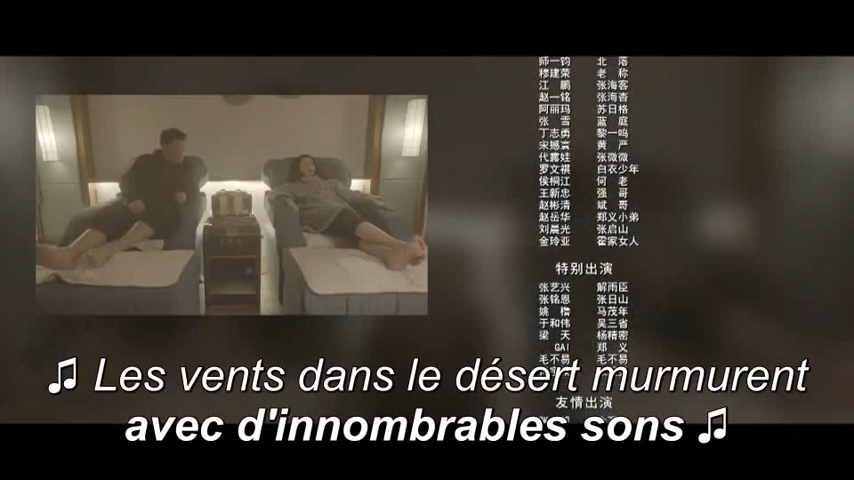 师一钧 北 落
穆建荣 老 称
江 鹏 张海客
赵一铭 张海杏
阿丽玛 苏日格
张 雪 蓝 庭
丁志勇 黎一鸣
宋撼寰 黄 严
代露娃 张微微
罗文祺 白衣少年
侯桐江 何 老
王新忠 强 哥
赵彬清 斌 哥
赵岳华 郑义小弟
刘晨光 张启山
金玲亚 霍家女人
特别出演
张艺兴 解雨臣
张铭恩 张日山
姚 橹 马茂年
于和伟 吴三省
梁 天 杨精密
GAI 郑 义
毛不易 毛不易
♫ Les vents dans le désert murmurent
友情出演
avec d'innombrables sons ♫